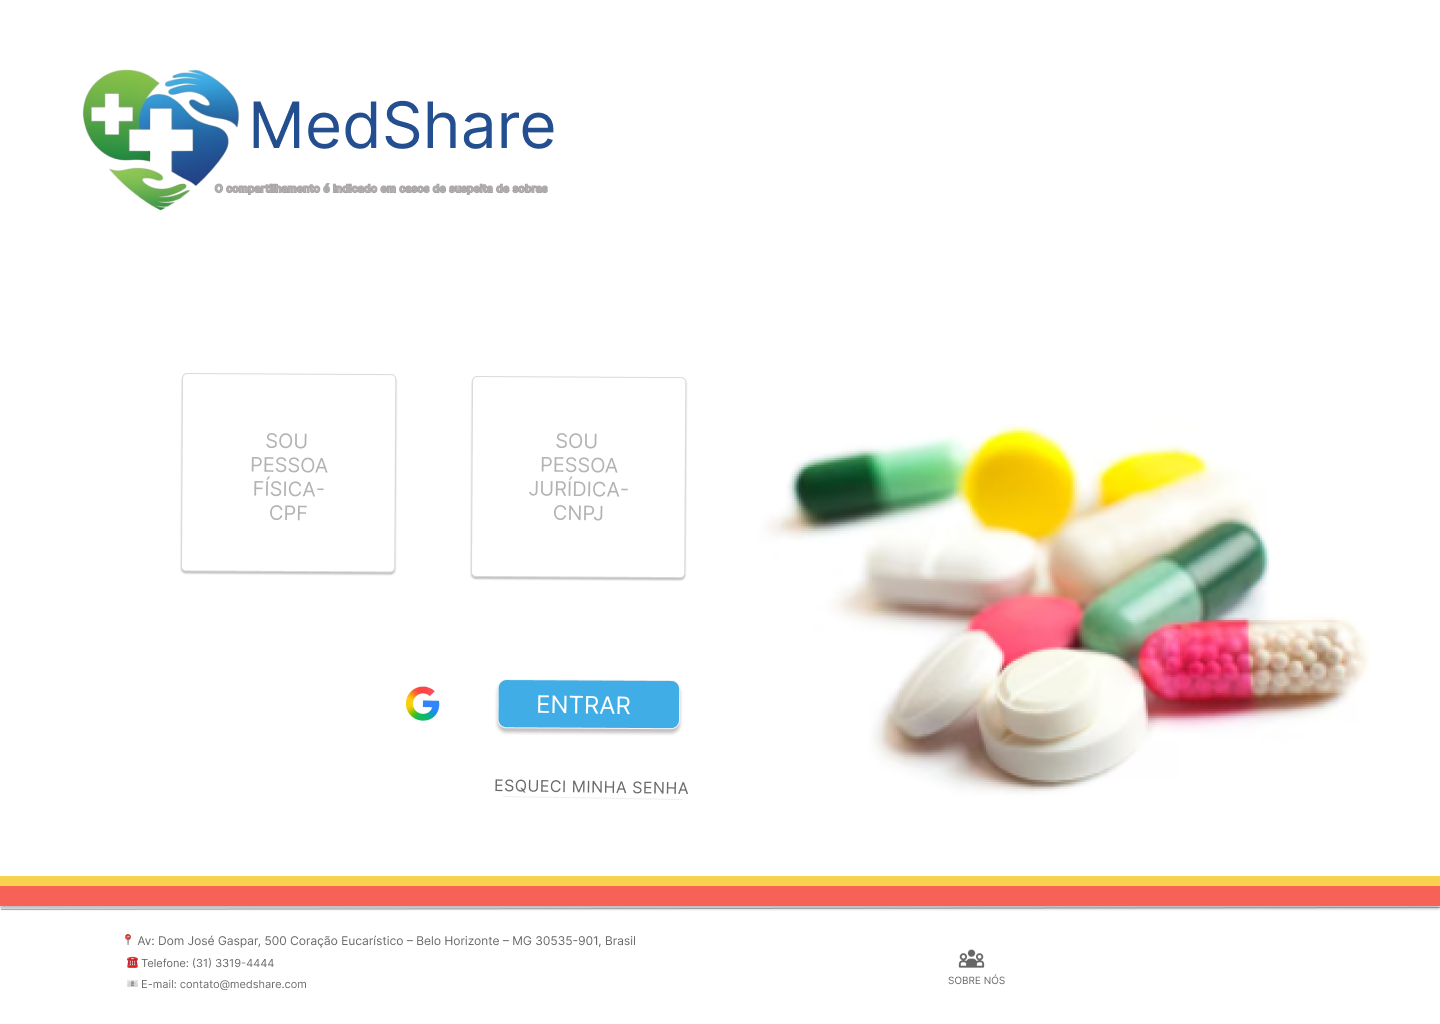 MedShare
O compartilhamento é indicado em casos de suspeita de sobras
SOU
PESSOA
FÍSICA-
CPF
SOU
PESSOA
JURÍDICA-
CNPJ
ENTRAR
ESQUECI MINHA SENHA
Av: Dom José Gaspar, 500 Coração Eucarístico – Belo Horizonte – MG 30535-901, Brasil
Telefone: (31) 3319-4444
E-mail: contato@medshare.com
SOBRE NÓS